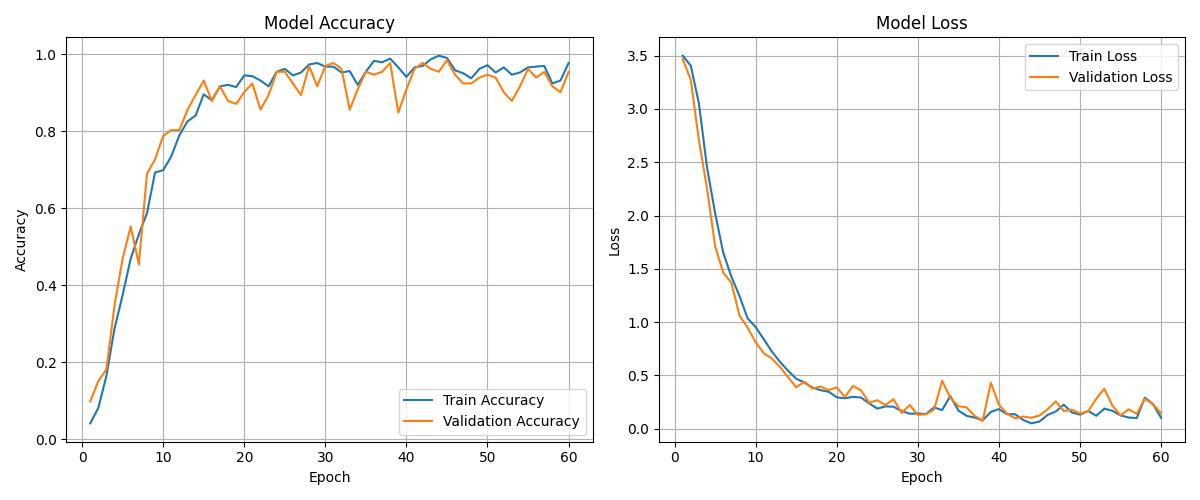 Model Accuracy
1.0
0.8
0.6
0.4
0.2
0.0
Accuracy
0 10 20 30 40 50 60
Epoch
Train Accuracy
Validation Accuracy
Model Loss
3.5
3.0
2.5
2.0
1.5
1.0
0.5
0.0
Loss
0 10 20 30 40 50 60
Epoch
Train Loss
Validation Loss